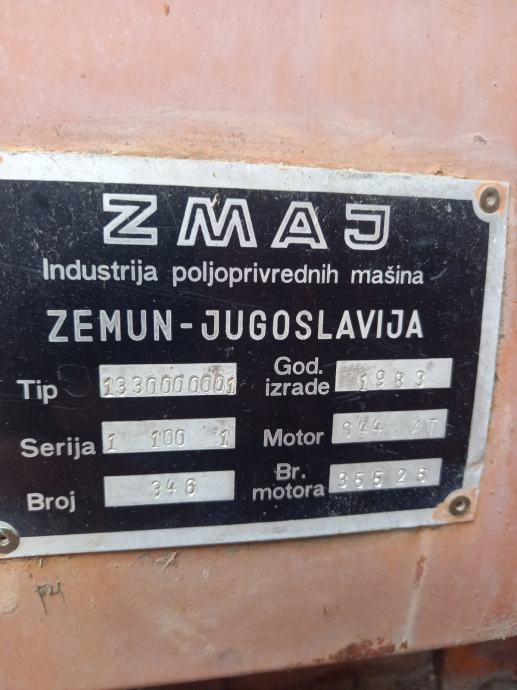 ZMAJ
Industrija poljoprivrednih mašina
ZEMUN-JUGOSLAVIJA
Tip 1330000001 God. izrade 1983
Serija 1 100 1 Motor S44 AT
Broj 346 Br. motora 35526